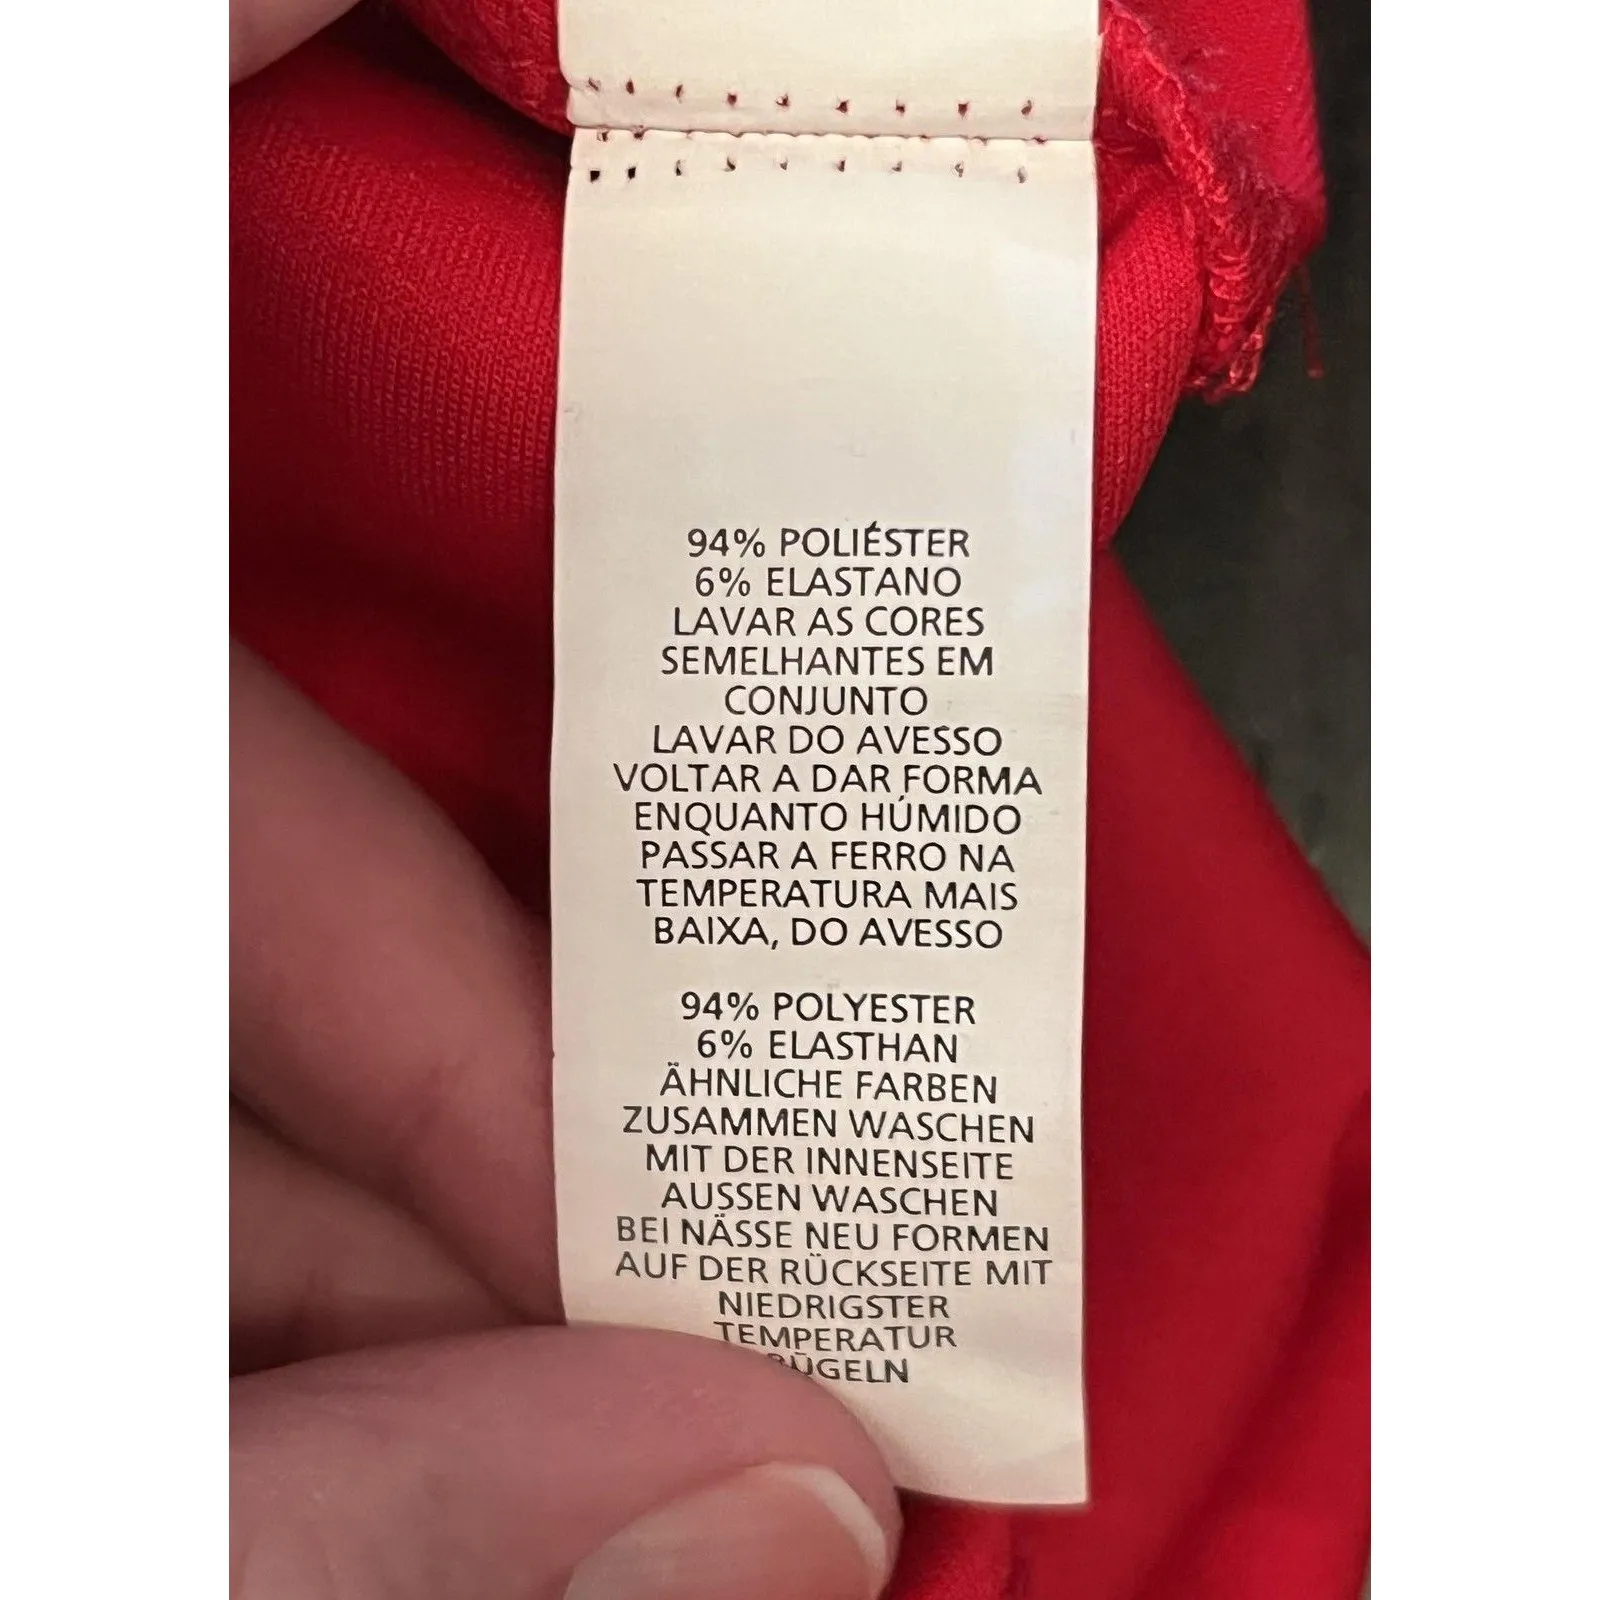 94% POLIÉSTER
6% ELASTANO
LAVAR AS CORES
SEMELHANTES EM
CONJUNTO
LAVAR DO AVESSO
VOLTAR A DAR FORMA
ENQUANTO HÚMIDO
PASSAR A FERRO NA
TEMPERATURA MAIS
BAIXA, DO AVESSO
94% POLYESTER
6% ELASTHAN
ÄHNLICHE FARBEN
ZUSAMMEN WASCHEN
MIT DER INNENSEITE
AUSSEN WASCHEN
BEI NÄSSE NEU FORMEN
AUF DER RÜCKSEITE MIT
NIEDRIGSTER
TEMPERATUR
BÜGELN